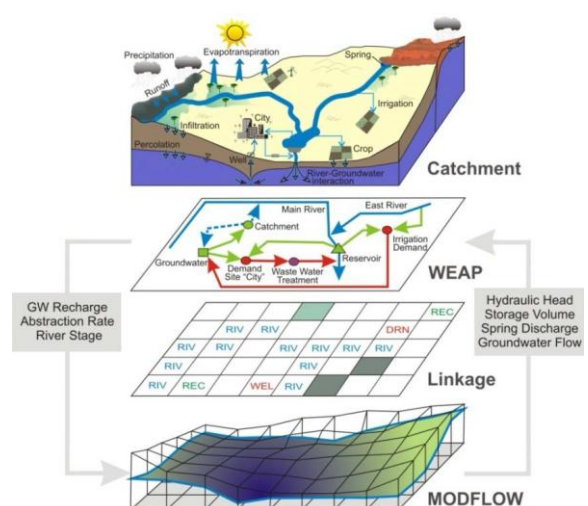 Precipitation
Evapotranspiration
Spring
Runoff
Irrigation
City
Infiltration
Crop
Percolation
Well
River-Groundwater
interaction
Catchment
Main River
East River
Catchment
Groundwater
Reservoir
Irrigation
Demand
Demand
Site "City"
Waste Water
Treatment
WEAP
GW Recharge
Abstraction Rate
River Stage
Hydraulic Head
Storage Volume
Spring Discharge
Groundwater Flow
REC
RIV RIV DRN
RIV RIV RIV RIV RIV RIV
RIV RIV
RIV REC WEL RIV
Linkage
MODFLOW